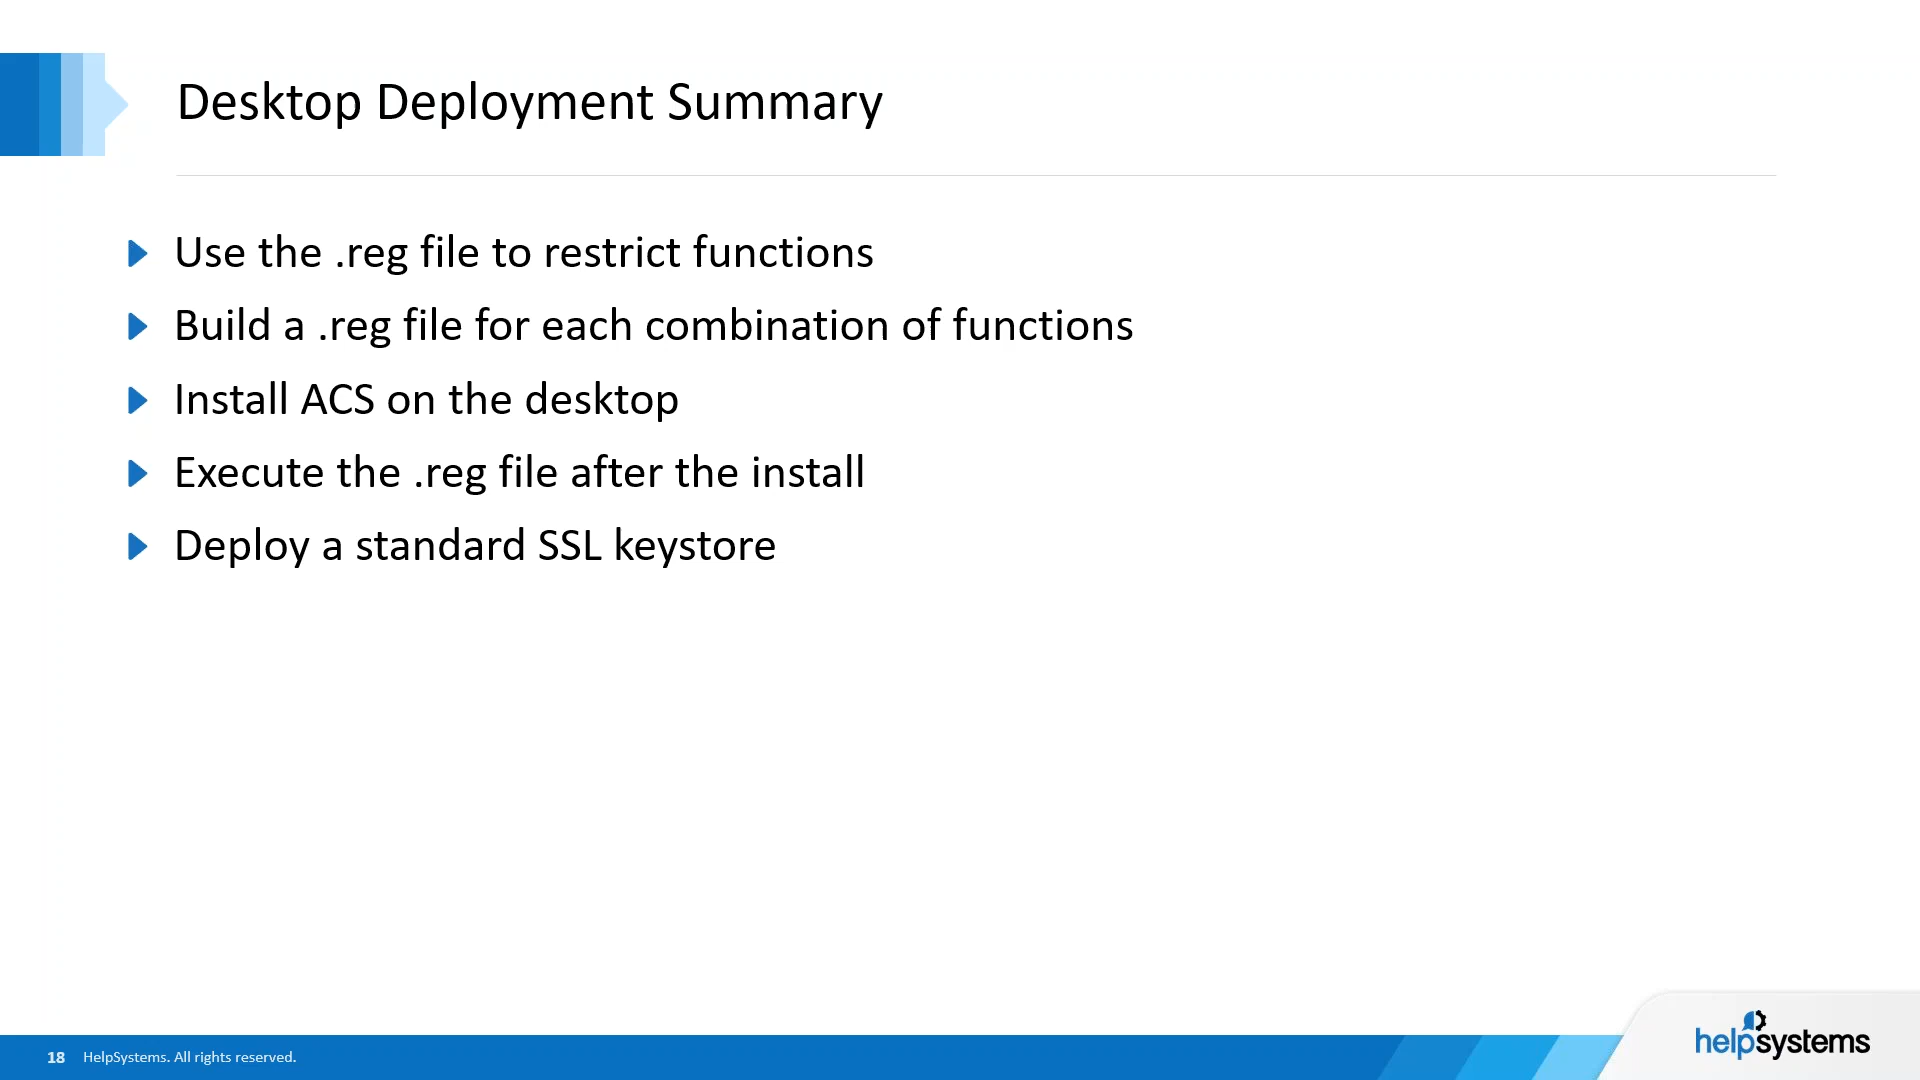 Desktop Deployment Summary
Use the .reg file to restrict functions
Build a .reg file for each combination of functions
Install ACS on the desktop
Execute the .reg file after the install
Deploy a standard SSL keystore
18 HelpSystems. All rights reserved.
helpsystems